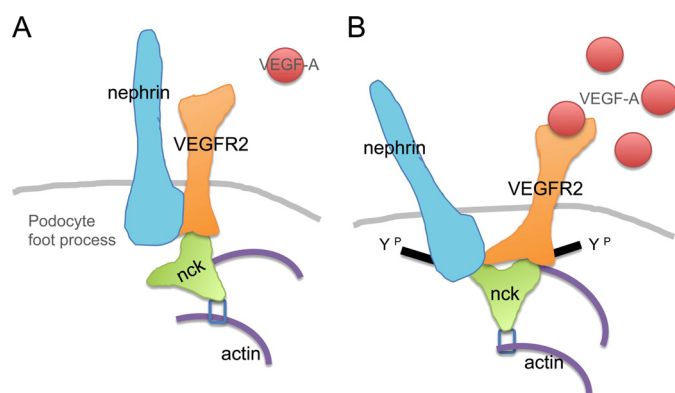 A
VEGF-A
nephrin
VEGFR2
Podocyte
foot process
nck
actin
B
VEGF-A
nephrin
VEGFR2
Y P
Y P
nck
actin